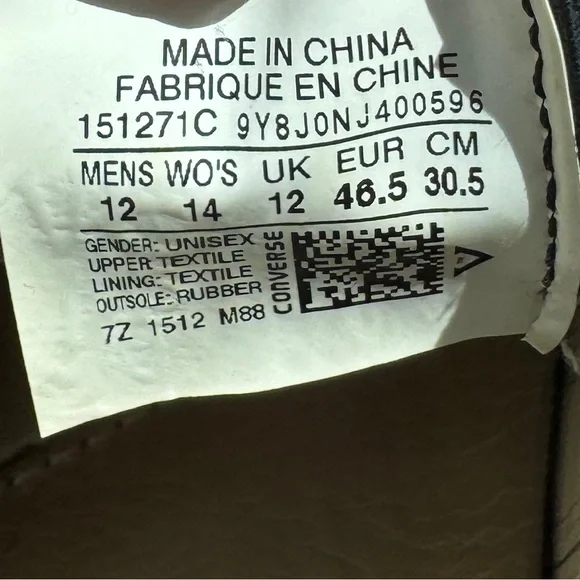 MADE IN CHINA
FABRIQUE EN CHINE
151271C 9Y8J0NJ400596
MENS WO'S UK EUR CM
12 14 12 46.5 30.5
GENDER: UNISEX
UPPER: TEXTILE
LINING: TEXTILE
OUTSOLE: RUBBER
CONVERSE
7Z 1512 M88